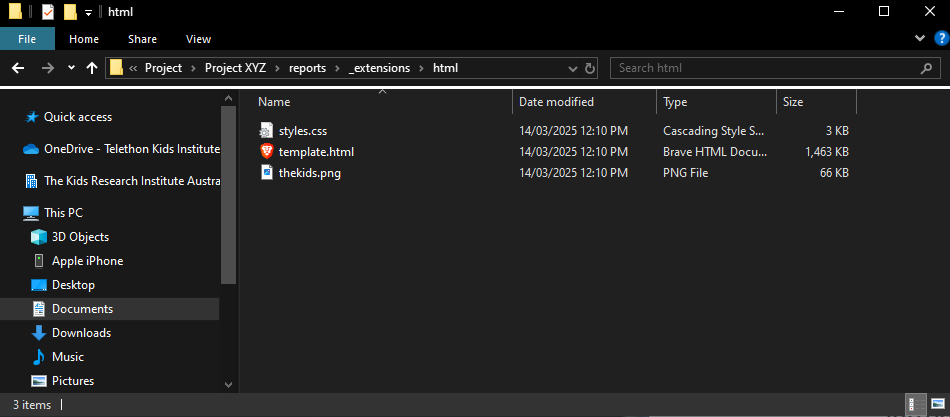 html
File Home Share View
« Project › Project XYZ › reports › _extensions › html
Search html
Name Date modified Type Size
styles.css 14/03/2025 12:10 PM Cascading Style S... 3 KB
template.html 14/03/2025 12:10 PM Brave HTML Docu... 1,463 KB
thekids.png 14/03/2025 12:10 PM PNG File 66 KB
Quick access
OneDrive - Telethon Kids Institute
The Kids Research Institute Austra
This PC
3D Objects
Apple iPhone
Desktop
Documents
Downloads
Music
Pictures
3 items